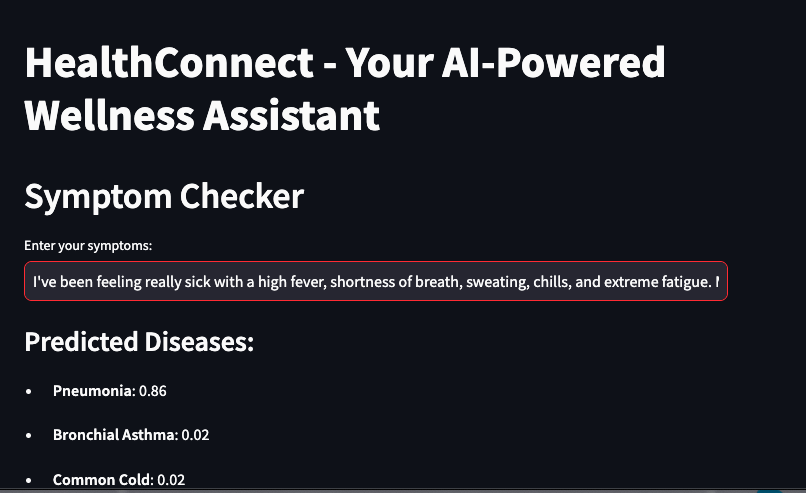 HealthConnect - Your AI-Powered
Wellness Assistant
Symptom Checker
Enter your symptoms:
I've been feeling really sick with a high fever, shortness of breath, sweating, chills, and extreme fatigue.
Predicted Diseases:
• Pneumonia: 0.86
• Bronchial Asthma: 0.02
• Common Cold: 0.02